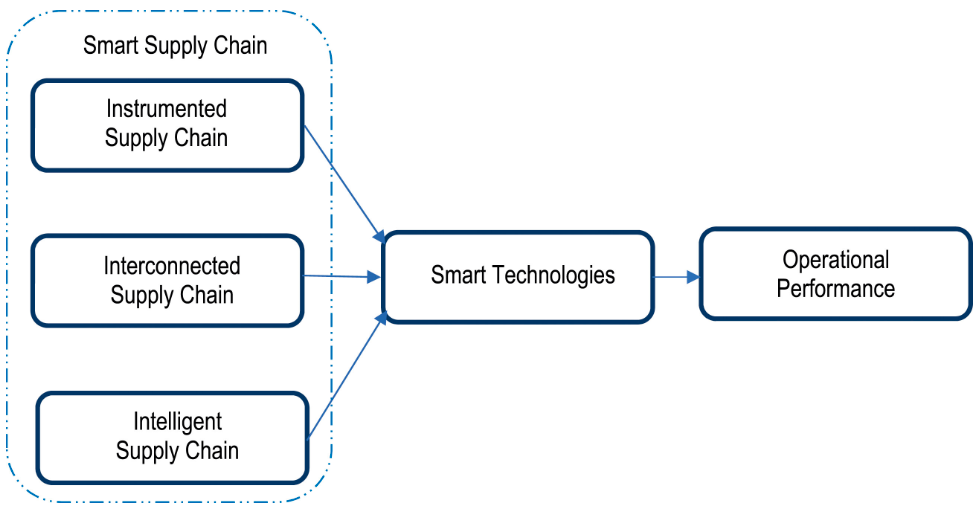 Smart Supply Chain
Instrumented
Supply Chain
Interconnected
Supply Chain
Intelligent
Supply Chain
Smart Technologies
Operational
Performance